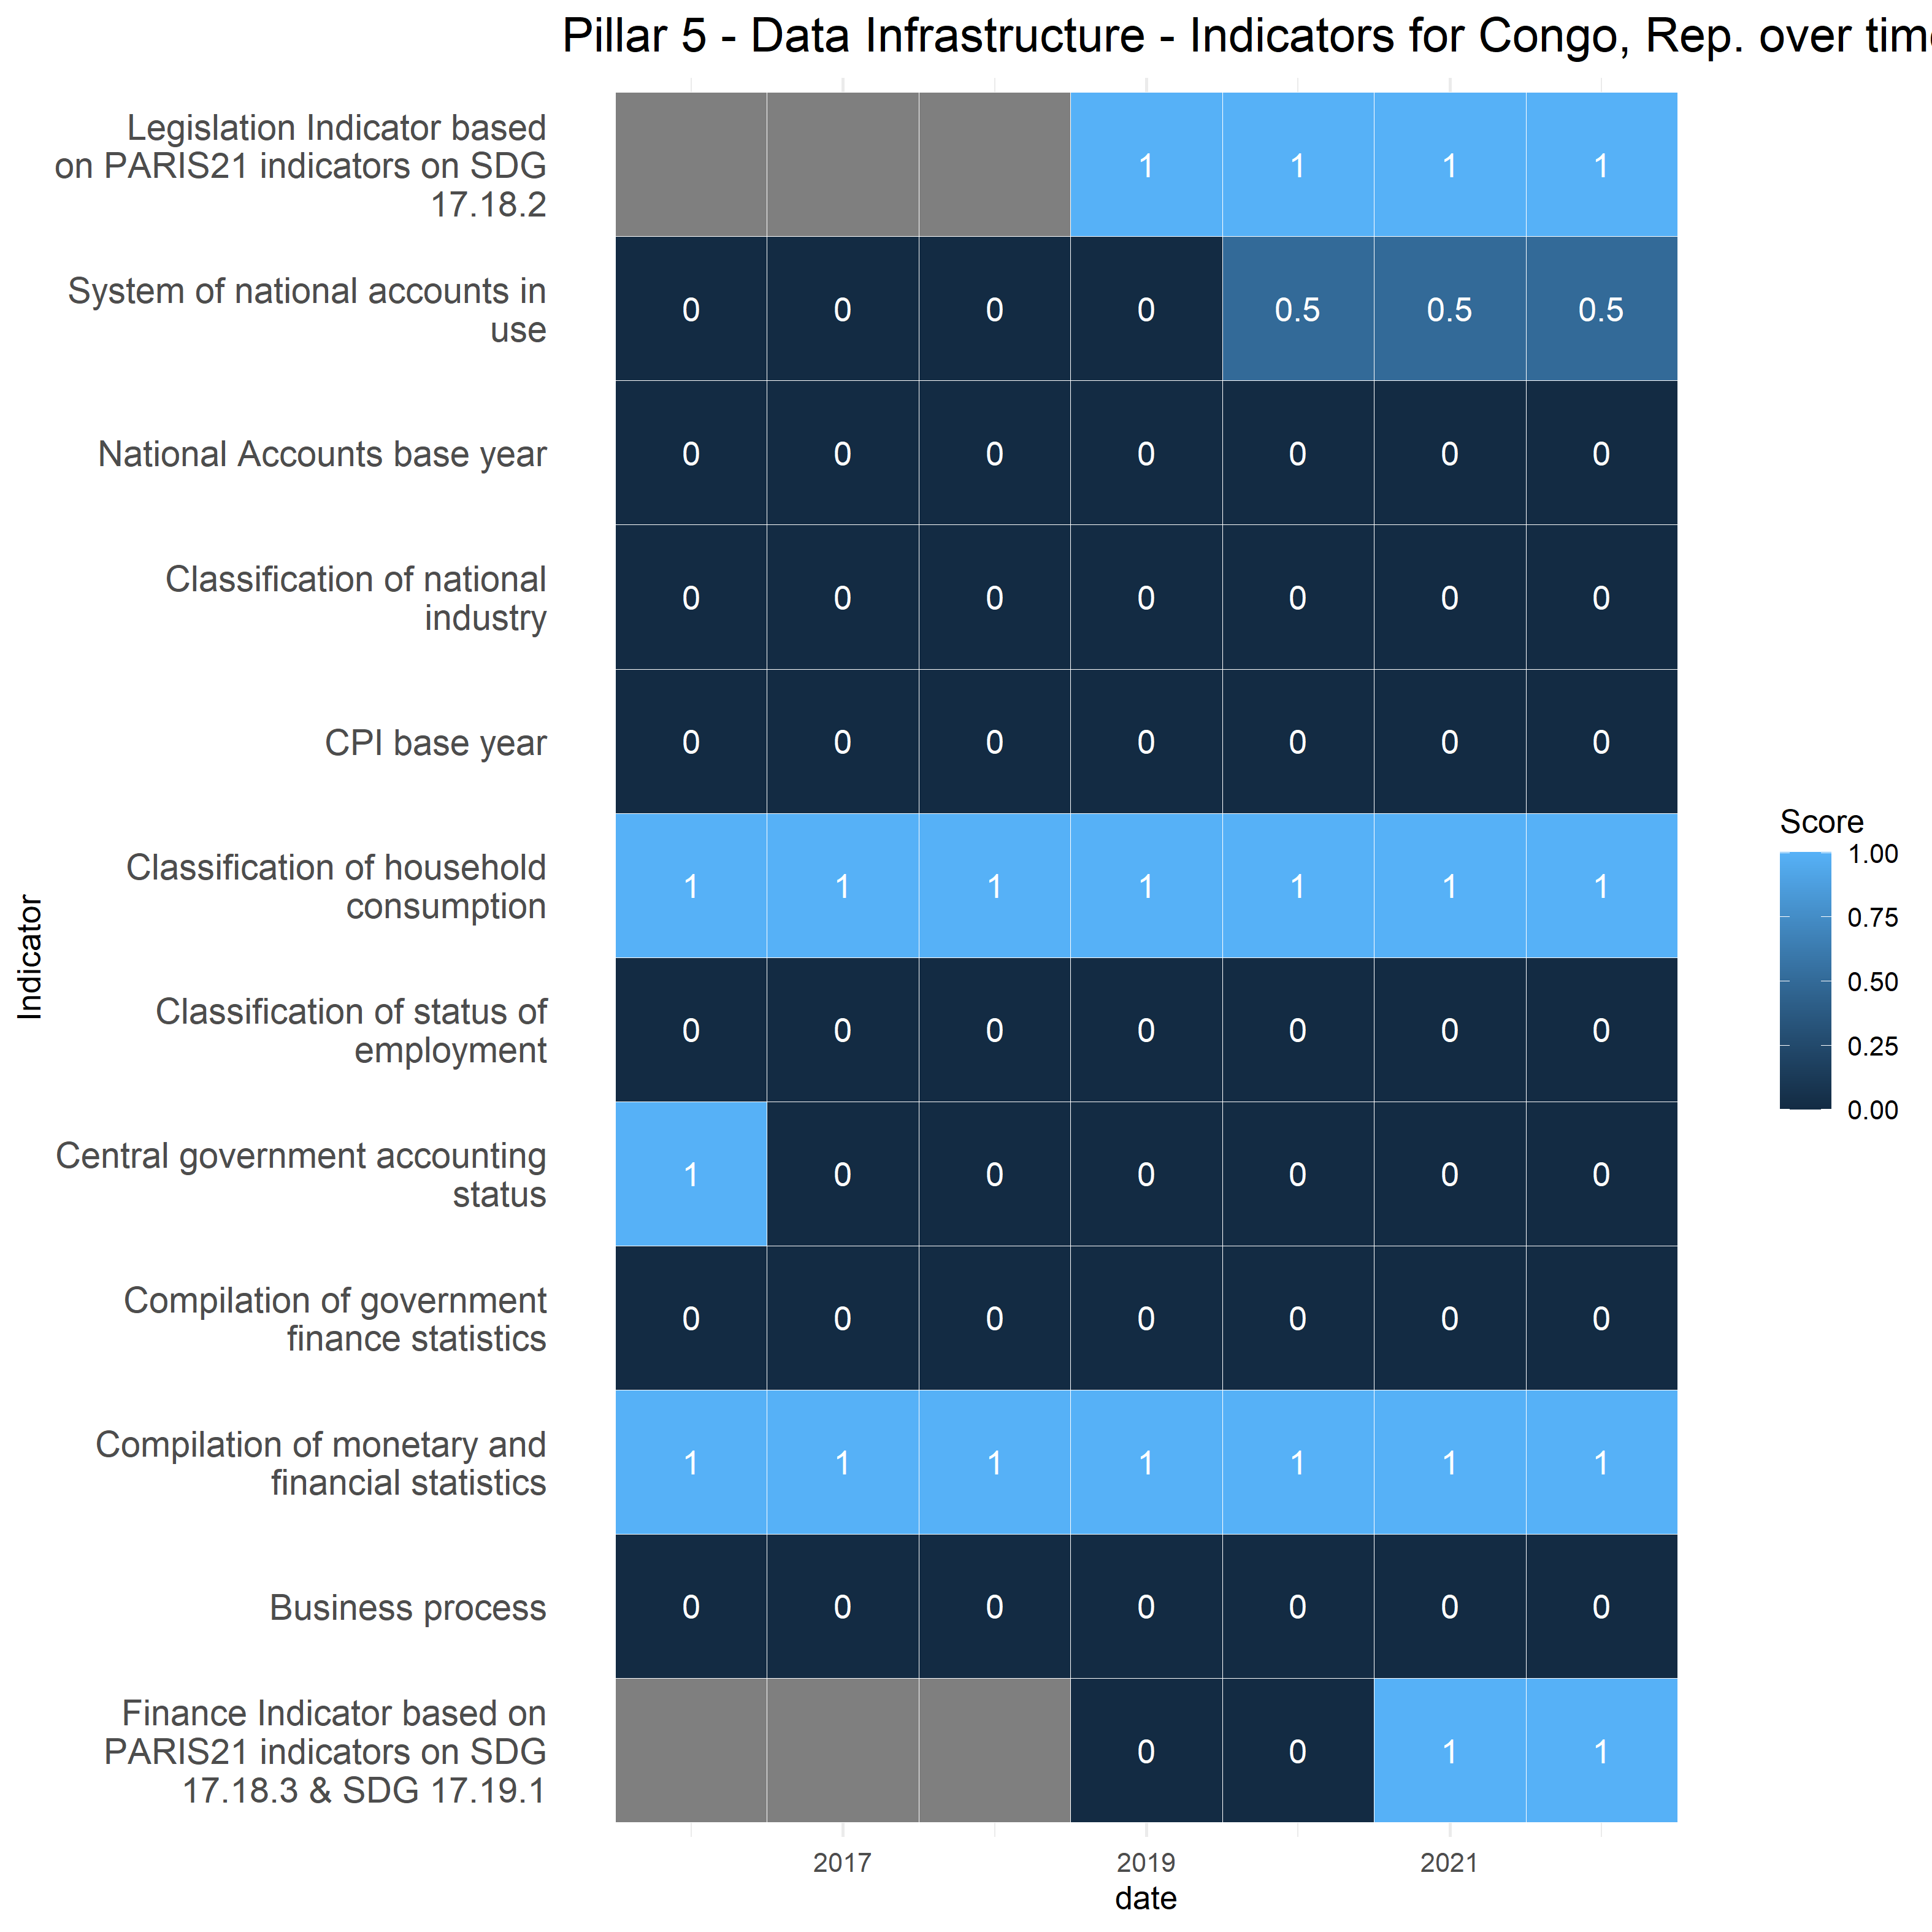 Pillar 5 - Data Infrastructure - Indicators for Congo, Rep. over time
Legislation Indicator based
on PARIS21 indicators on SDG
17.18.2
1 1 1 1
System of national accounts in
use
0 0 0 0 0.5 0.5 0.5
National Accounts base year
0 0 0 0 0 0 0
Classification of national
industry
0 0 0 0 0 0 0
CPI base year
0 0 0 0 0 0 0
Classification of household
consumption
1 1 1 1 1 1 1
Classification of status of
employment
0 0 0 0 0 0 0
Central government accounting
status
1 0 0 0 0 0 0
Compilation of government
finance statistics
0 0 0 0 0 0 0
Compilation of monetary and
financial statistics
1 1 1 1 1 1 1
Business process
0 0 0 0 0 0 0
Finance Indicator based on
PARIS21 indicators on SDG
17.18.3 & SDG 17.19.1
0 0 1 1
2017 2019 2021
date
Indicator
Score
1.00
0.75
0.50
0.25
0.00